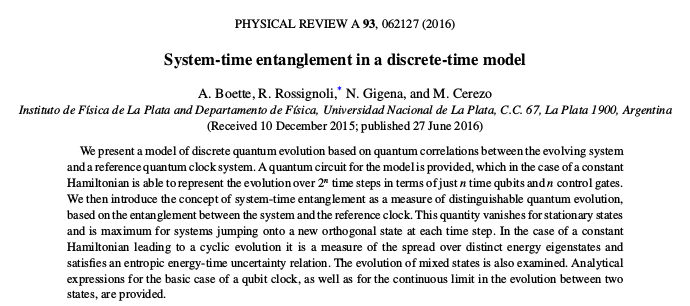 PHYSICAL REVIEW A 93, 062127 (2016)
System-time entanglement in a discrete-time model
A. Boette, R. Rossignoli,* N. Gigena, and M. Cerezo
Instituto de Física de La Plata and Departamento de Física, Universidad Nacional de La Plata, C.C. 67, La Plata 1900, Argentina
(Received 10 December 2015; published 27 June 2016)
We present a model of discrete quantum evolution based on quantum correlations between the evolving system
and a reference quantum clock system. A quantum circuit for the model is provided, which in the case of a constant
Hamiltonian is able to represent the evolution over 2ⁿ time steps in terms of just n time qubits and n control gates.
We then introduce the concept of system-time entanglement as a measure of distinguishable quantum evolution,
based on the entanglement between the system and the reference clock. This quantity vanishes for stationary states
and is maximum for systems jumping onto a new orthogonal state at each time step. In the case of a constant
Hamiltonian leading to a cyclic evolution it is a measure of the spread over distinct energy eigenstates and
satisfies an entropic energy-time uncertainty relation. The evolution of mixed states is also examined. Analytical
expressions for the basic case of a qubit clock, as well as for the continuous limit in the evolution between two
states, are provided.